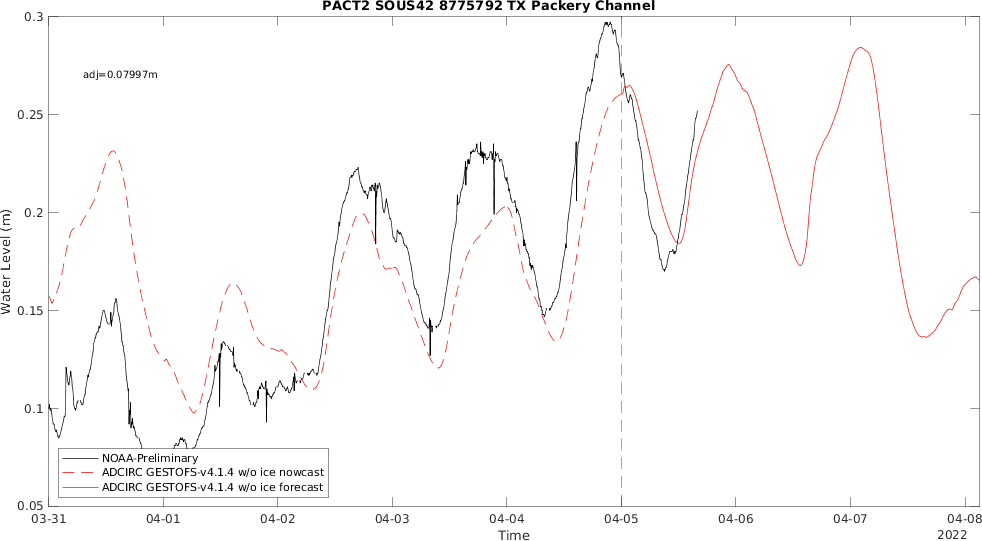 PACT2 SOUS42 8775792 TX Packery Channel
0.3
adj=0.07997m
0.25
0.2
Water Level (m)
0.15
0.1
NOAA-Preliminary
ADCIRC GESTOFS-v4.1.4 w/o ice nowcast
ADCIRC GESTOFS-v4.1.4 w/o ice forecast
0.05
03-31 04-01 04-02 04-03 04-04 04-05 04-06 04-07 04-08
Time 2022